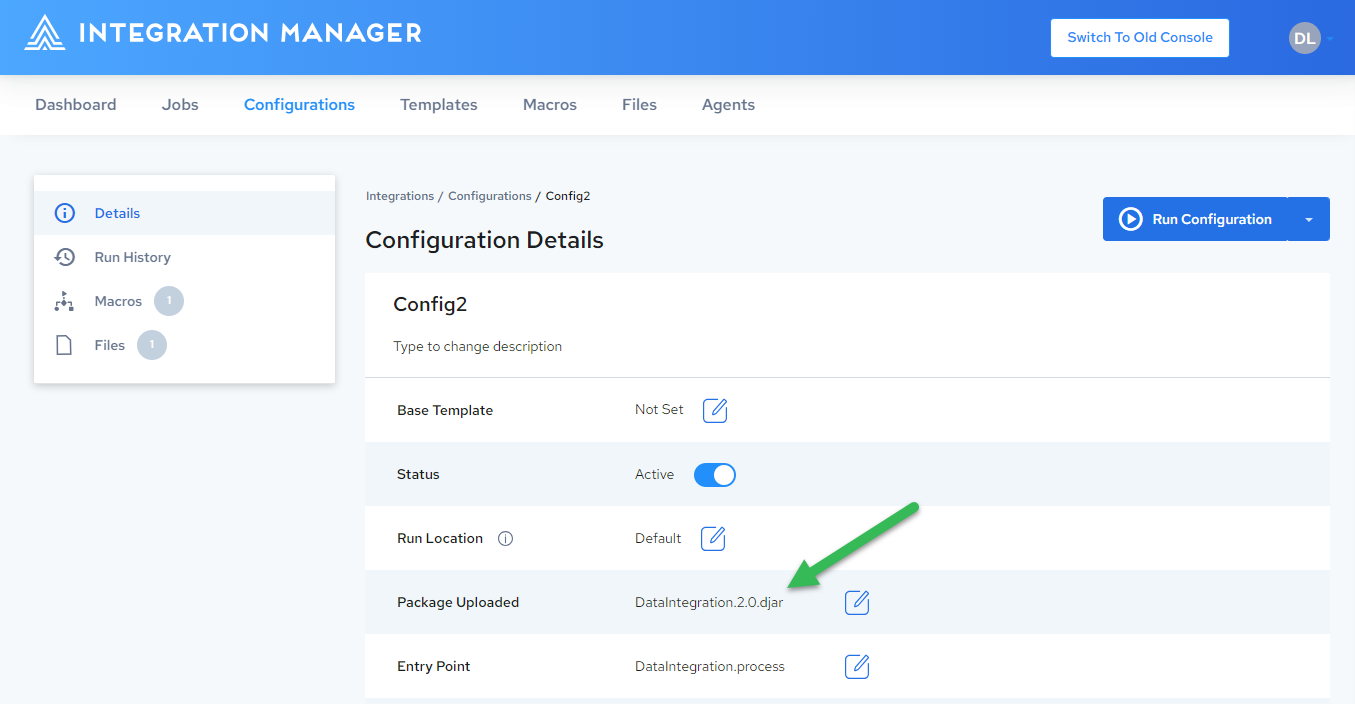 INTEGRATION MANAGER
Switch To Old Console
DL
Dashboard Jobs Configurations Templates Macros Files Agents
Details
Run History
Macros 1
Files 1
Integrations / Configurations / Config2
Configuration Details
Run Configuration
Config2
Type to change description
Base Template Not Set
Status Active
Run Location Default
Package Uploaded DataIntegration.2.0.djar
Entry Point DataIntegration.process